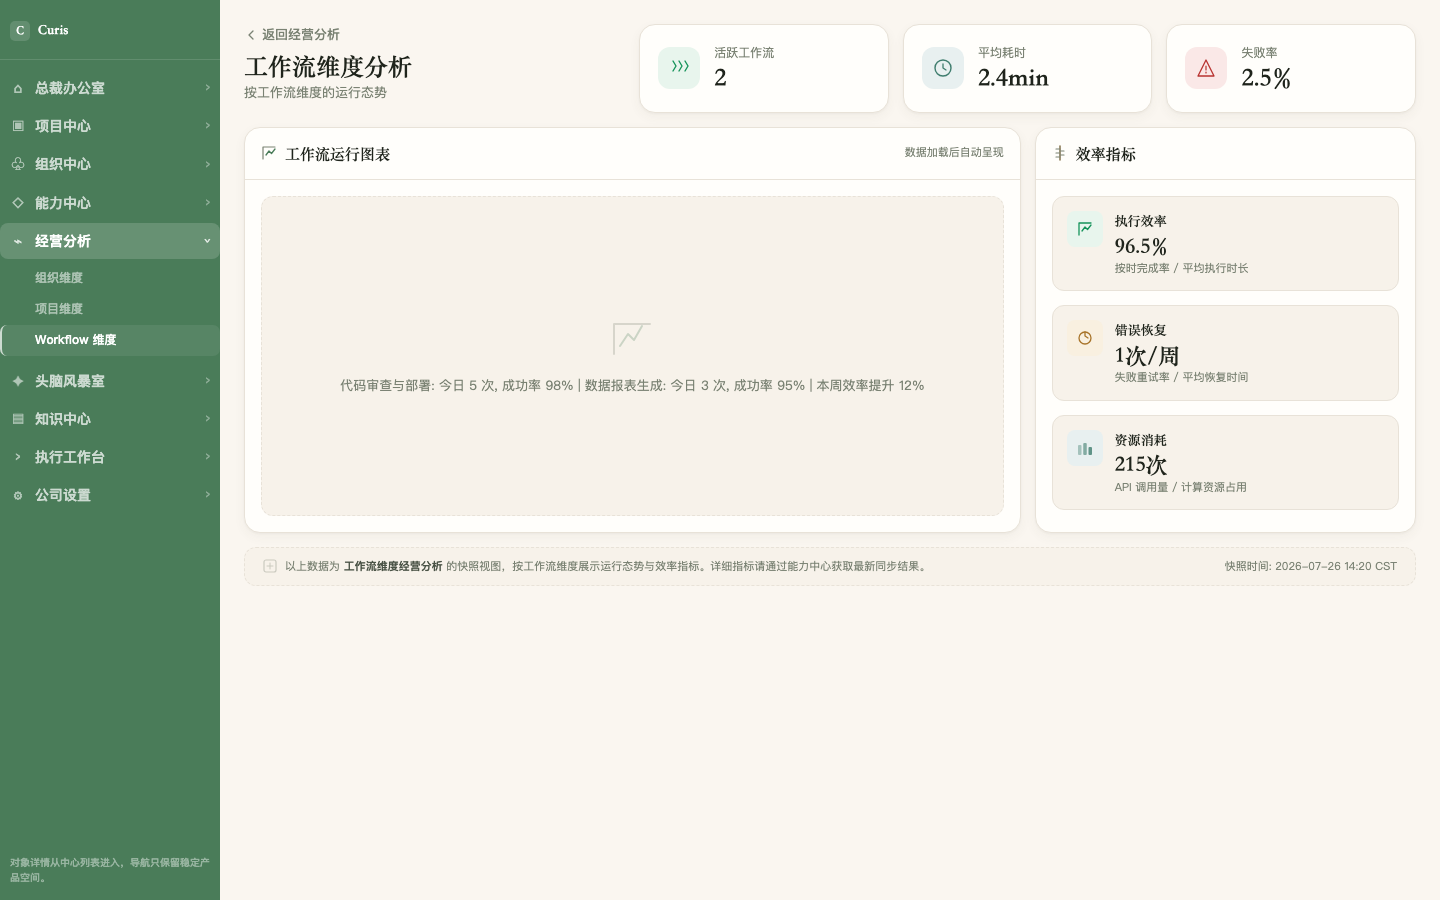 C Curis
总裁办公室
项目中心
组织中心
能力中心
经营分析
组织维度
项目维度
Workflow 维度
头脑风暴室
知识中心
执行工作台
公司设置
对象详情从中心列表进入，导航只保留稳定产
品空间。
返回经营分析
工作流维度分析
按工作流维度的运行态势
活跃工作流
2
平均耗时
2.4min
失败率
2.5%
工作流运行图表
数据加载后自动呈现
代码审查与部署: 今日 5 次, 成功率 98% | 数据报表生成: 今日 3 次, 成功率 95% | 本周效率提升 12%
效率指标
执行效率
96.5%
按时完成率 / 平均执行时长
错误恢复
1次/周
失败重试率 / 平均恢复时间
资源消耗
215次
API 调用量 / 计算资源占用
以上数据为 工作流维度经营分析 的快照视图，按工作流维度展示运行态势与效率指标。详细指标请通过能力中心获取最新同步结果。
快照时间: 2026-07-26 14:20 CST